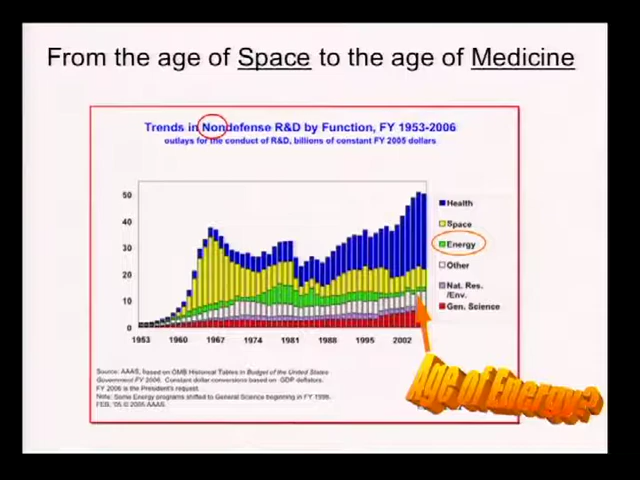 From the age of Space to the age of Medicine
Trends in Nondefense R&D by Function, FY 1953-2006
outlays for the conduct of R&D, billions of constant FY 2005 dollars
50
40
30
20
10
0
1953 1960 1967 1974 1981 1988 1995 2002
Health
Space
Energy
Other
Nat. Res.
/Env.
Gen. Science
Source: AAAS, based on OMB Historical Tables in Budget of the United States
Government FY 2006. Constant dollar conversions based on GDP deflators.
FY 2006 is the President's request.
Note: Some Energy programs shifted to General Science beginning in FY 1998.
FEB. '05 © 2005 AAAS
Age of Energy?